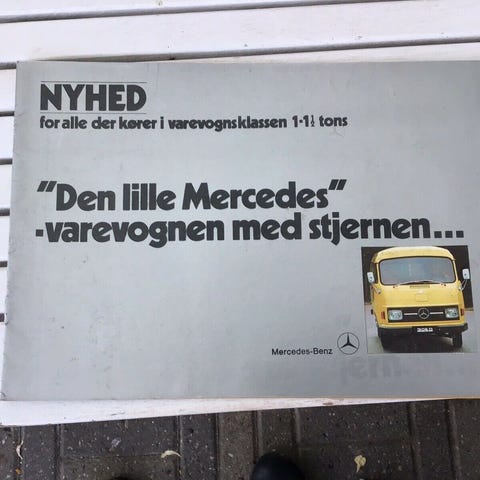 NYHED
for alle der kører i varevognsklassen 1-1½ tons
"Den lille Mercedes"
-varevognen med stjernen...
Mercedes-Benz